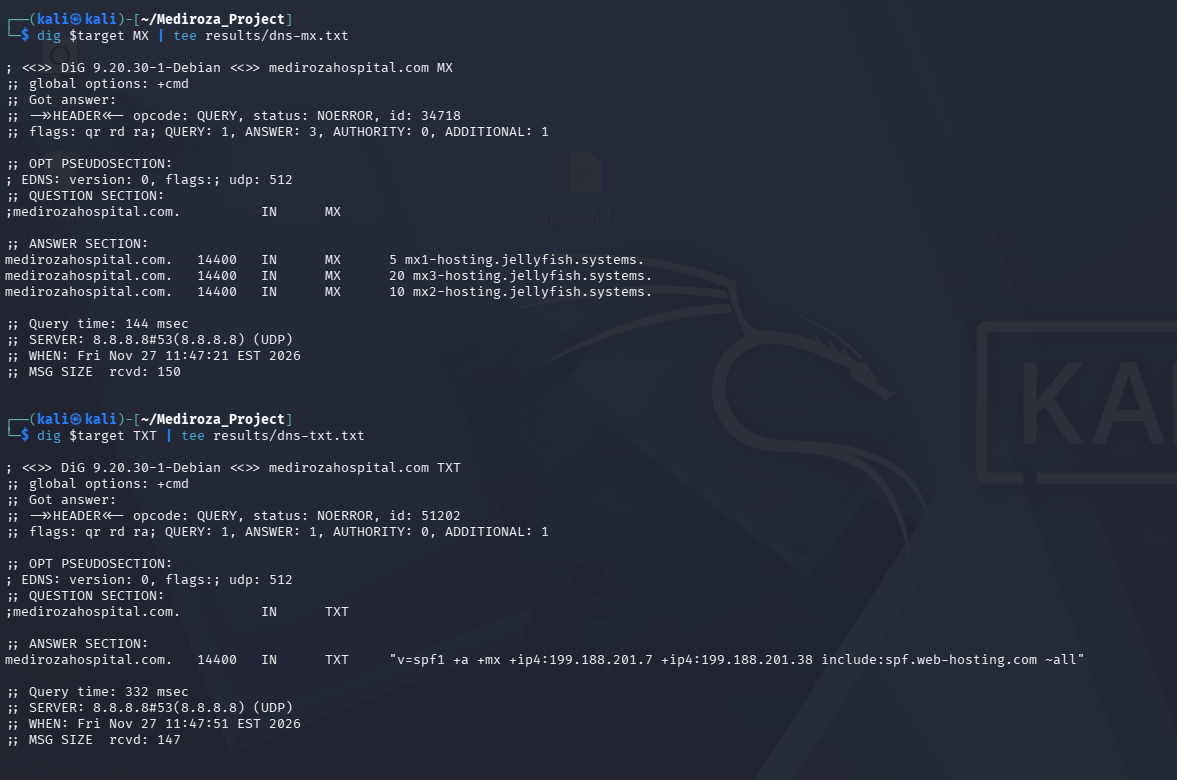 ┌──(kali㉿kali)-[~/Mediroza_Project]
└─$ dig $target MX | tee results/dns-mx.txt
; <<>> DiG 9.20.30-1-Debian <<>> medirozahospital.com MX
;; global options: +cmd
;; Got answer:
;; ->>HEADER<<- opcode: QUERY, status: NOERROR, id: 34718
;; flags: qr rd ra; QUERY: 1, ANSWER: 3, AUTHORITY: 0, ADDITIONAL: 1
;; OPT PSEUDOSECTION:
; EDNS: version: 0, flags:; udp: 512
;; QUESTION SECTION:
;medirozahospital.com. IN MX
;; ANSWER SECTION:
medirozahospital.com. 14400 IN MX 5 mx1-hosting.jellyfish.systems.
medirozahospital.com. 14400 IN MX 20 mx3-hosting.jellyfish.systems.
medirozahospital.com. 14400 IN MX 10 mx2-hosting.jellyfish.systems.
;; Query time: 144 msec
;; SERVER: 8.8.8.8#53(8.8.8.8) (UDP)
;; WHEN: Fri Nov 27 11:47:21 EST 2026
;; MSG SIZE rcvd: 150
┌──(kali㉿kali)-[~/Mediroza_Project]
└─$ dig $target TXT | tee results/dns-txt.txt
; <<>> DiG 9.20.30-1-Debian <<>> medirozahospital.com TXT
;; global options: +cmd
;; Got answer:
;; ->>HEADER<<- opcode: QUERY, status: NOERROR, id: 51202
;; flags: qr rd ra; QUERY: 1, ANSWER: 1, AUTHORITY: 0, ADDITIONAL: 1
;; OPT PSEUDOSECTION:
; EDNS: version: 0, flags:; udp: 512
;; QUESTION SECTION:
;medirozahospital.com. IN TXT
;; ANSWER SECTION:
medirozahospital.com. 14400 IN TXT "v=spf1 +a +mx +ip4:199.188.201.7 +ip4:199.188.201.38 include:spf.web-hosting.com ~all"
;; Query time: 332 msec
;; SERVER: 8.8.8.8#53(8.8.8.8) (UDP)
;; WHEN: Fri Nov 27 11:47:51 EST 2026
;; MSG SIZE rcvd: 147
KA